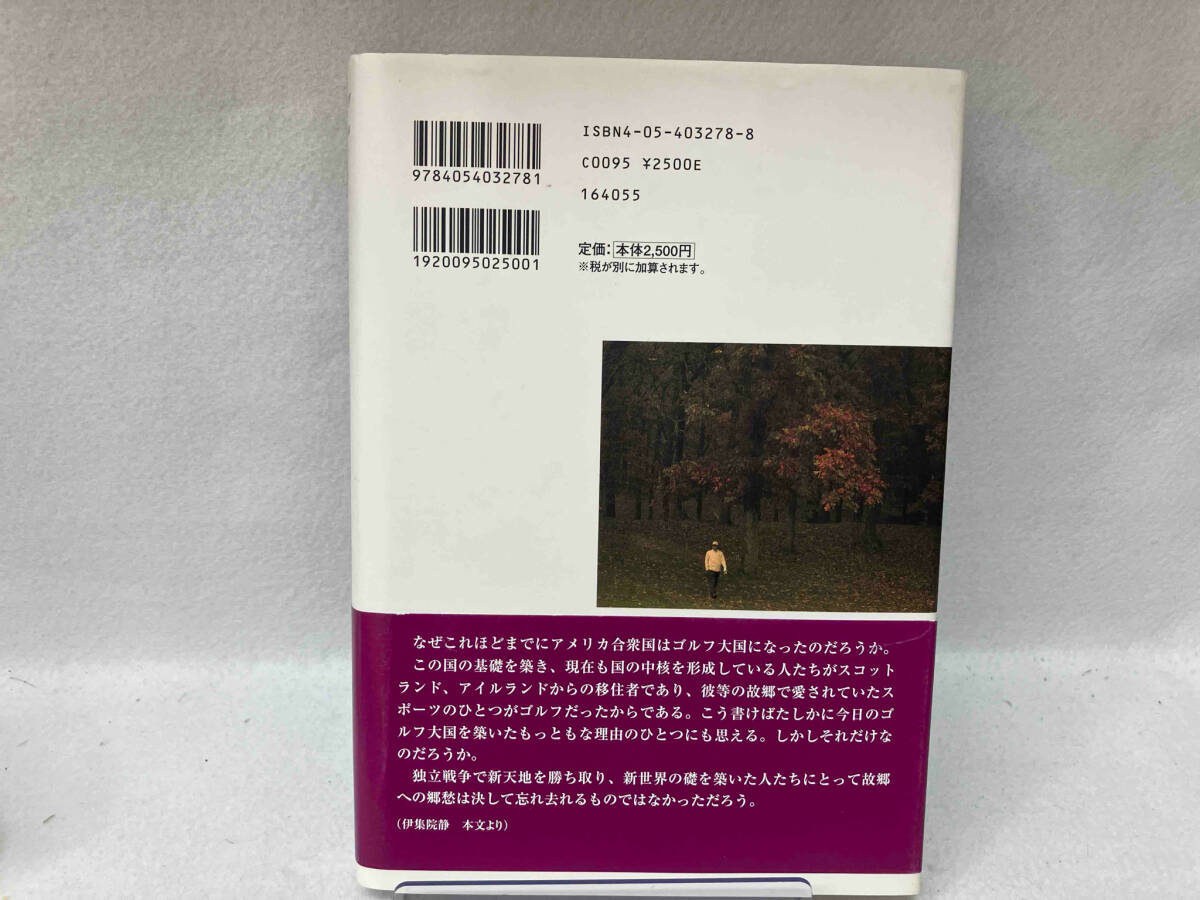 ISBN4-05-403278-8
9784054032781
C0095 ¥2500E
164055
1920095025001
定価：本体2,500円
※税が別に加算されます。
なぜこれほどまでにアメリカ合衆国はゴルフ大国になったのだろうか。
この国の基礎を築き、現在も国の中核を形成している人たちがスコット
ランド、アイルランドからの移住者であり、彼等の故郷で愛されていたス
ポーツのひとつがゴルフだったからである。こう書けばたしかに今日のゴ
ルフ大国を築いたもっともな理由のひとつにも思える。しかしそれだけな
のだろうか。
独立戦争で新天地を勝ち取り、新世界の礎を築いた人たちにとって故郷
への郷愁は決して忘れ去れるものではなかっただろう。
（伊集院静　本文より）